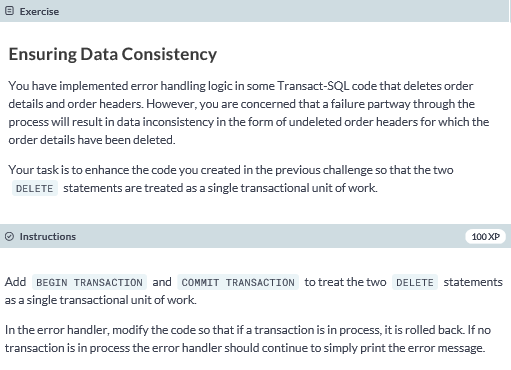 Exercise
Ensuring Data Consistency
You have implemented error handling logic in some Transact-SQL code that deletes order
details and order headers. However, you are concerned that a failure partway through the
process will result in data inconsistency in the form of undeleted order headers for which the
order details have been deleted.
Your task is to enhance the code you created in the previous challenge so that the two
DELETE statements are treated as a single transactional unit of work.
Instructions 100 XP
Add BEGIN TRANSACTION and COMMIT TRANSACTION to treat the two DELETE statements
as a single transactional unit of work.
In the error handler, modify the code so that if a transaction is in process, it is rolled back. If no
transaction is in process the error handler should continue to simply print the error message.